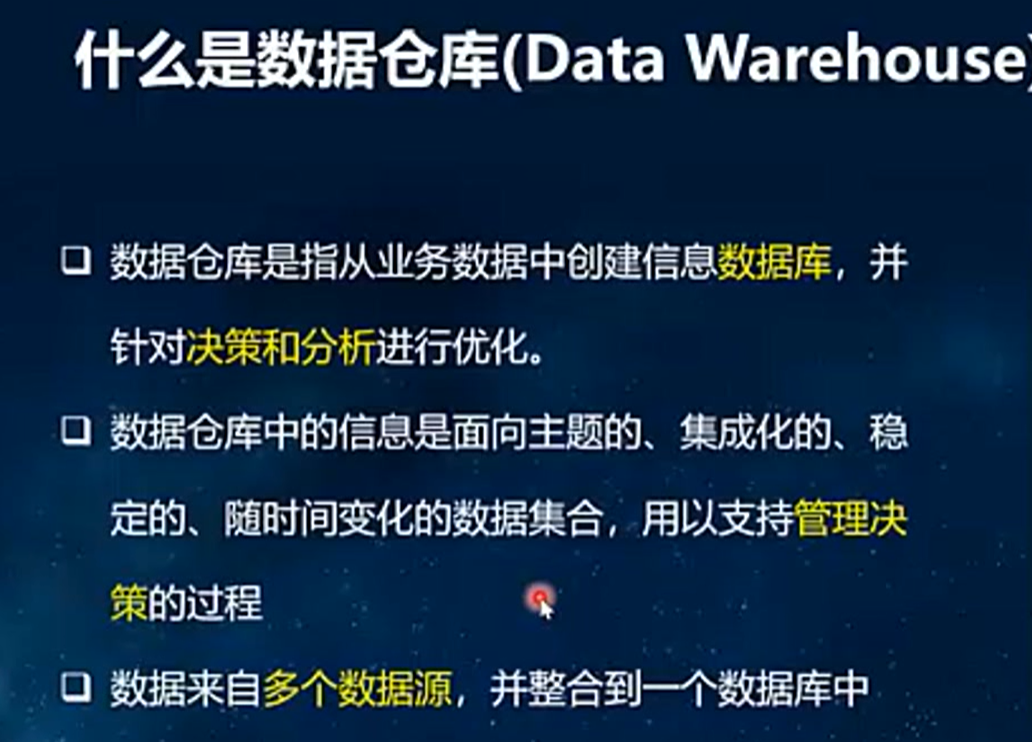 什么是数据仓库(Data Warehouse)
数据仓库是指从业务数据中创建信息数据库，并
针对决策和分析进行优化。
数据仓库中的信息是面向主题的、集成化的、稳
定的、随时间变化的数据集合，用以支持管理决
策的过程
数据来自多个数据源，并整合到一个数据库中